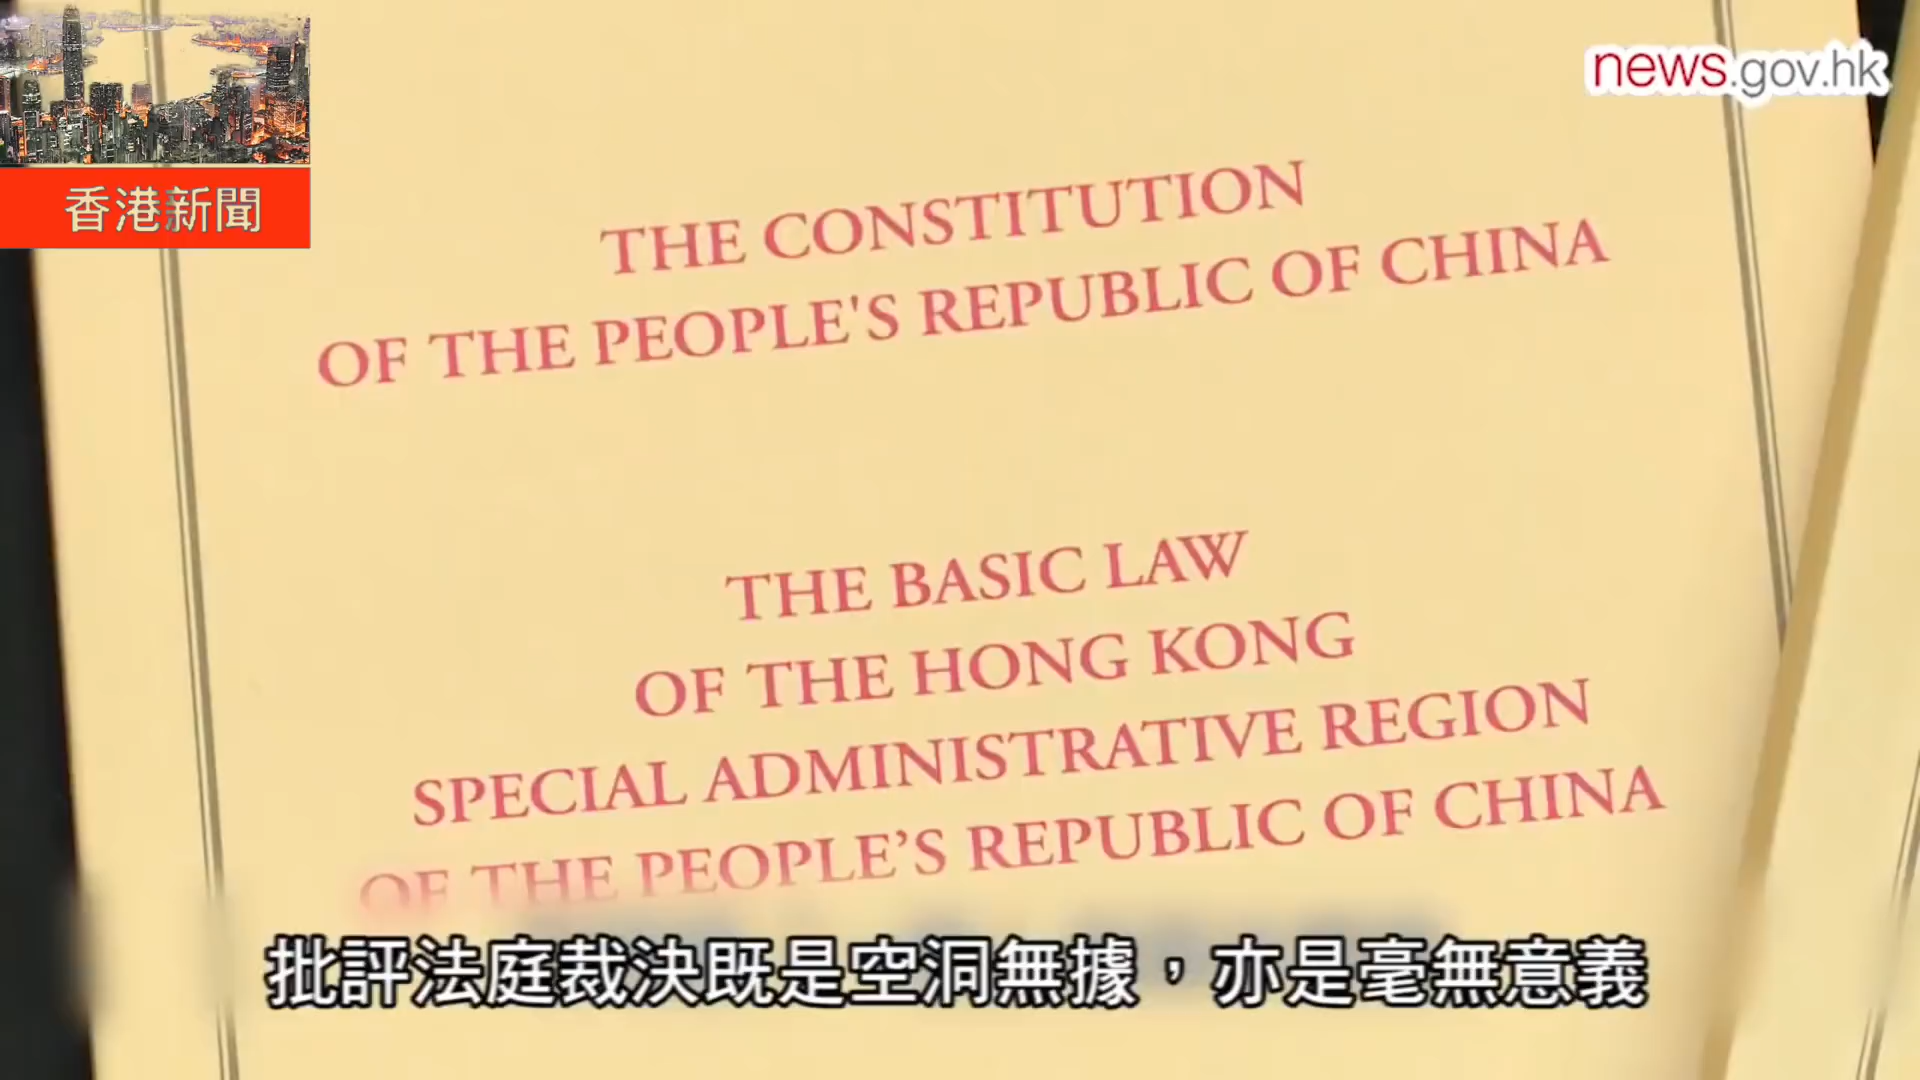 news.gov.hk
香港新聞
THE CONSTITUTION
OF THE PEOPLE'S REPUBLIC OF CHINA
THE BASIC LAW
OF THE HONG KONG
SPECIAL ADMINISTRATIVE REGION
OF THE PEOPLE’S REPUBLIC OF CHINA
批評法庭裁決既是空洞無據，亦是毫無意義